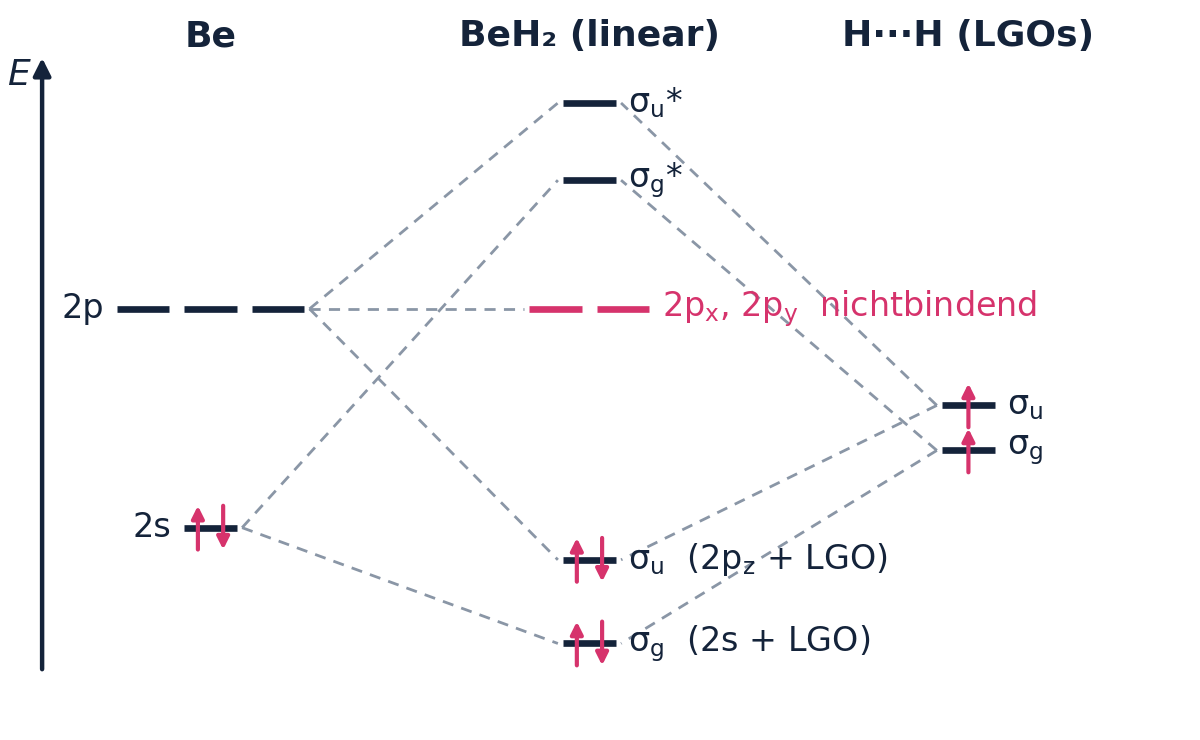 Be BeH₂ (linear) H···H (LGOs)
E
σu*
σg*
2p 2px, 2py nichtbindend
σu
σg
2s
σu (2pz + LGO)
σg (2s + LGO)